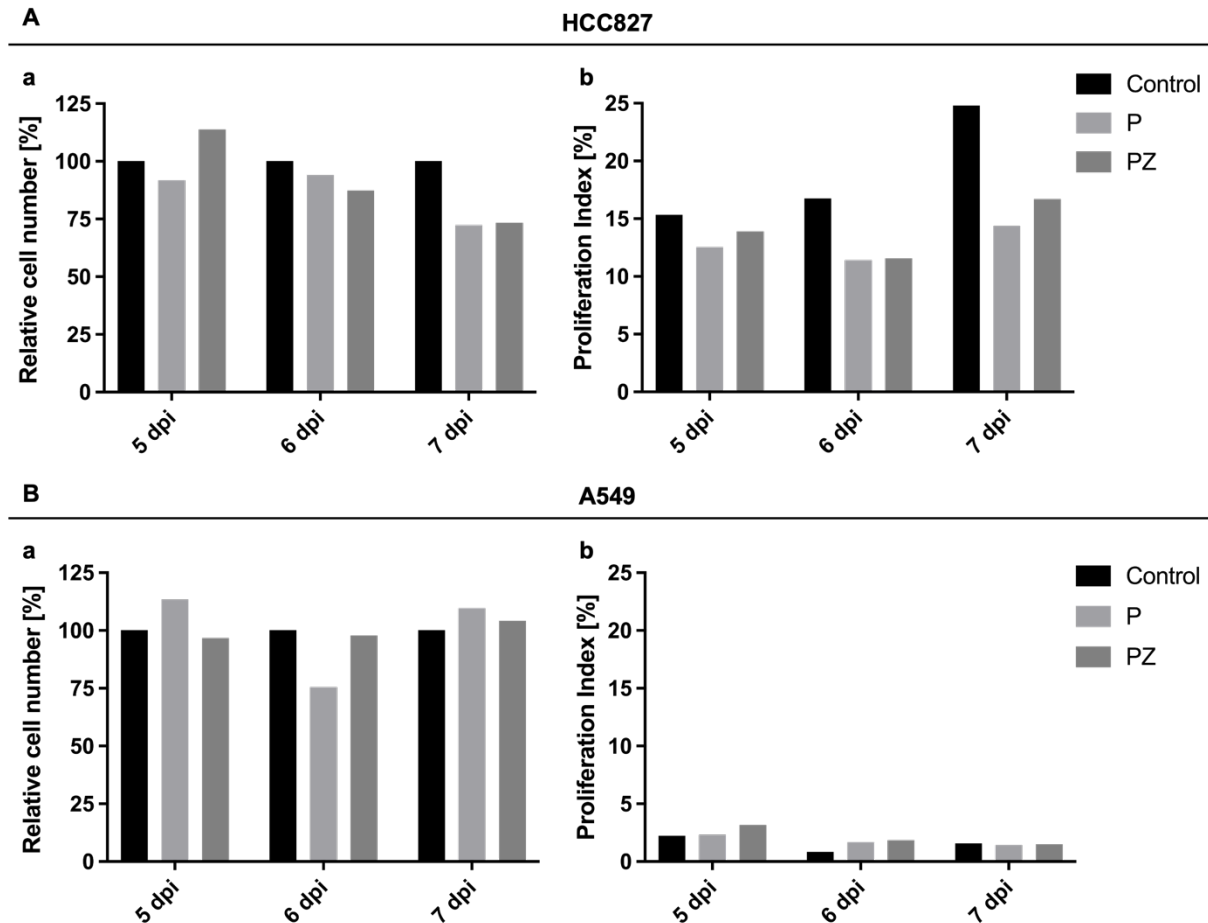 A
HCC827
a
b
Relative cell number [%]
125
100
75
50
25
0
5 dpi
6 dpi
7 dpi
Proliferation Index [%]
25
20
15
10
5
0
5 dpi
6 dpi
7 dpi
Control
P
PZ
B
A549
a
b
Relative cell number [%]
125
100
75
50
25
0
5 dpi
6 dpi
7 dpi
Proliferation Index [%]
25
20
15
10
5
0
5 dpi
6 dpi
7 dpi
Control
P
PZ